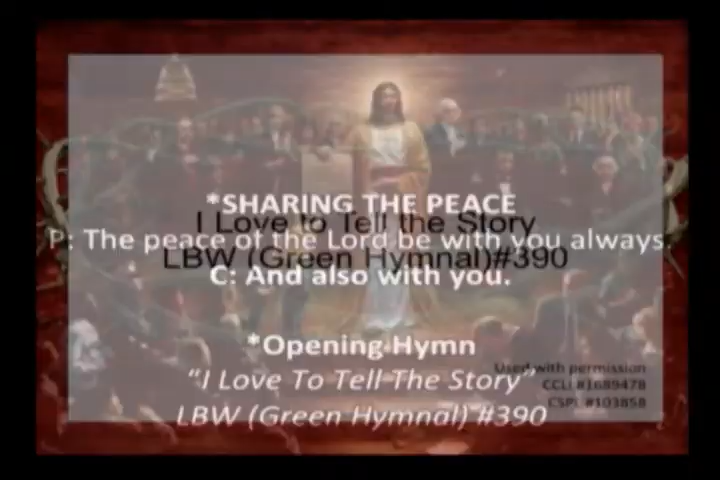 *SHARING THE PEACE
I Love to Tell the Story
P: The peace of the Lord be with you always.
LBW (Green Hymnal)#390
C: And also with you.
*Opening Hymn
Used with permission
“I Love To Tell The Story”
CCLI #1689478
CSPL #103858
LBW (Green Hymnal) #390